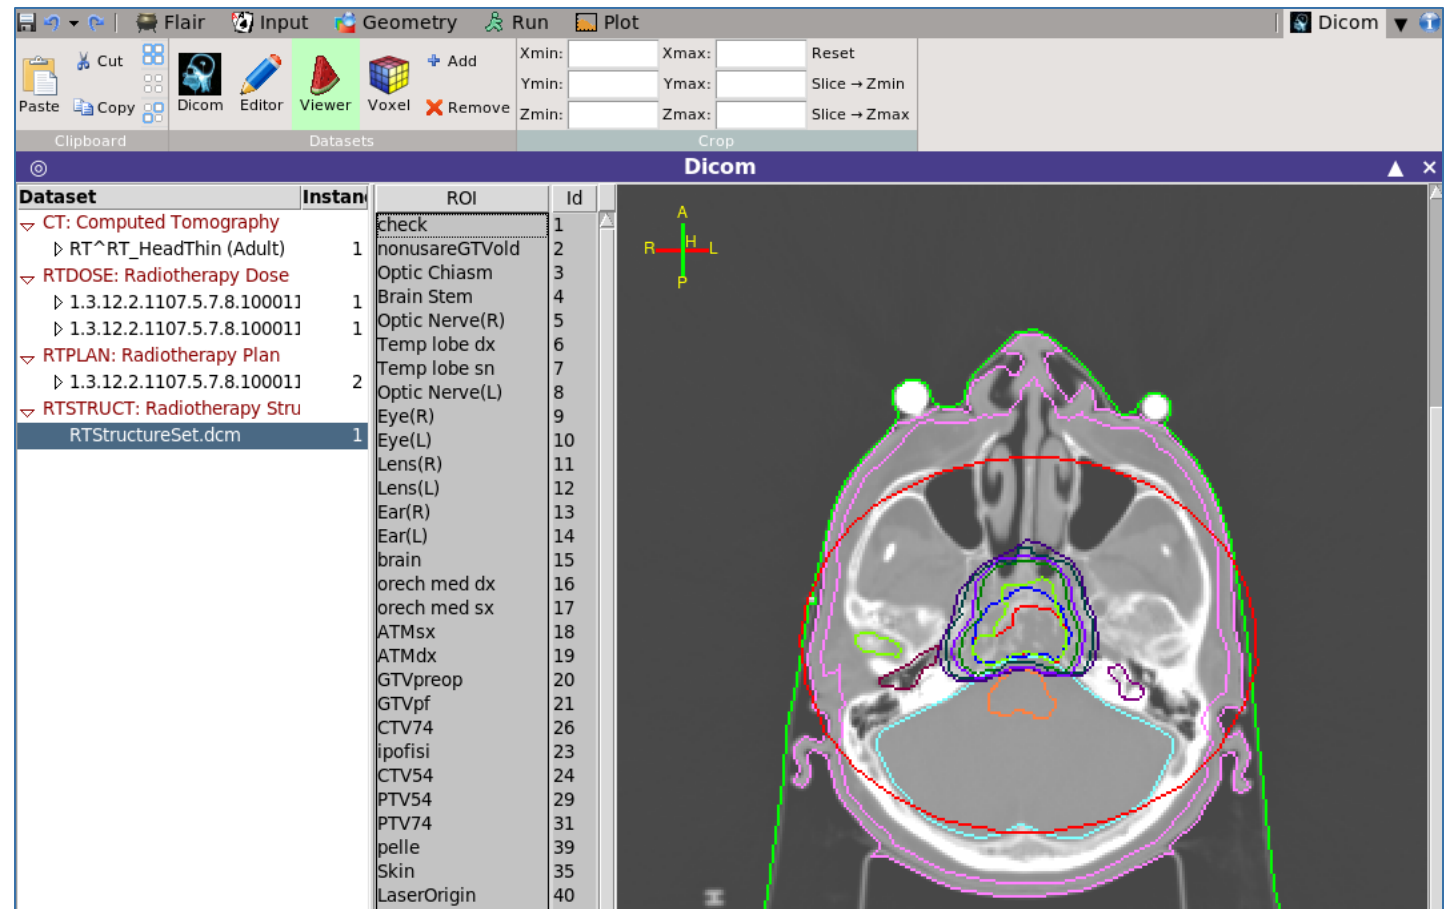 Flair Input Geometry Run Plot Dicom
Paste Cut Copy
Clipboard
Dicom Editor Viewer Voxel Add Remove
Datasets
Xmin: Xmax: Reset
Ymin: Ymax: Slice → Zmin
Zmin: Zmax: Slice → Zmax
Crop
Dicom
Dataset Instan
CT: Computed Tomography
RT^RT_HeadThin (Adult) 1
RTDOSE: Radiotherapy Dose
1.3.12.2.1107.5.7.8.100011 1
1.3.12.2.1107.5.7.8.100011 1
RTPLAN: Radiotherapy Plan
1.3.12.2.1107.5.7.8.100011 2
RTSTRUCT: Radiotherapy Stru
RTStructureSet.dcm 1
ROI Id
check 1
nonusareGTVold 2
Optic Chiasm 3
Brain Stem 4
Optic Nerve(R) 5
Temp lobe dx 6
Temp lobe sn 7
Optic Nerve(L) 8
Eye(R) 9
Eye(L) 10
Lens(R) 11
Lens(L) 12
Ear(R) 13
Ear(L) 14
brain 15
orech med dx 16
orech med sx 17
ATMsx 18
ATMdx 19
GTVpreop 20
GTVpf 21
CTV74 26
ipofisi 23
CTV54 24
PTV54 29
PTV74 31
pelle 39
Skin 35
LaserOrigin 40
A
R H L
P